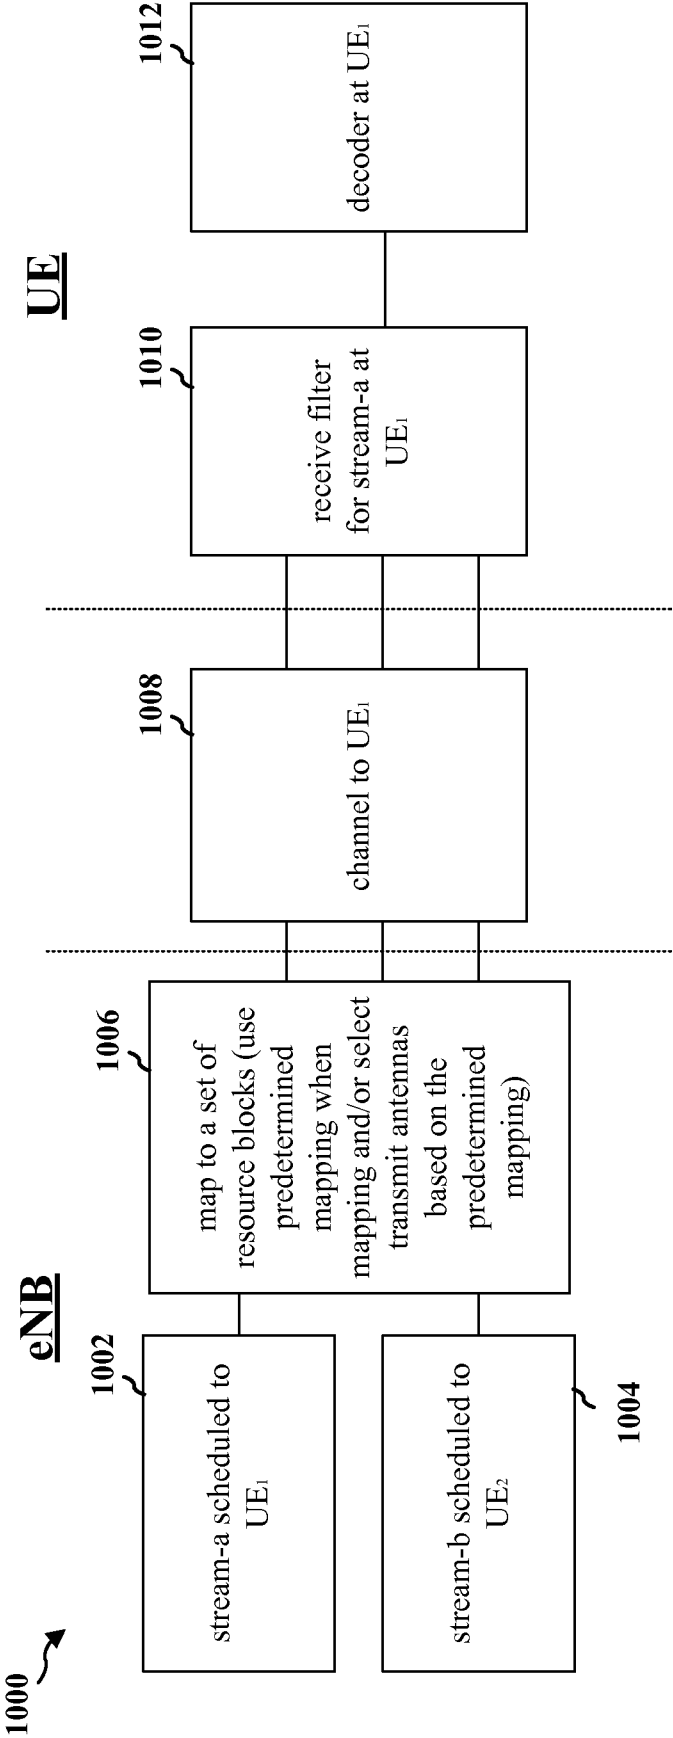 1000
eNB
UE
1002
stream-a scheduled to
UE₁
1004
stream-b scheduled to
UE₂
1006
map to a set of
resource blocks (use
predetermined
mapping when
mapping and/or select
transmit antennas
based on the
predetermined
mapping)
1008
channel to UE₁
1010
receive filter
for stream-a at
UE₁
1012
decoder at UE₁